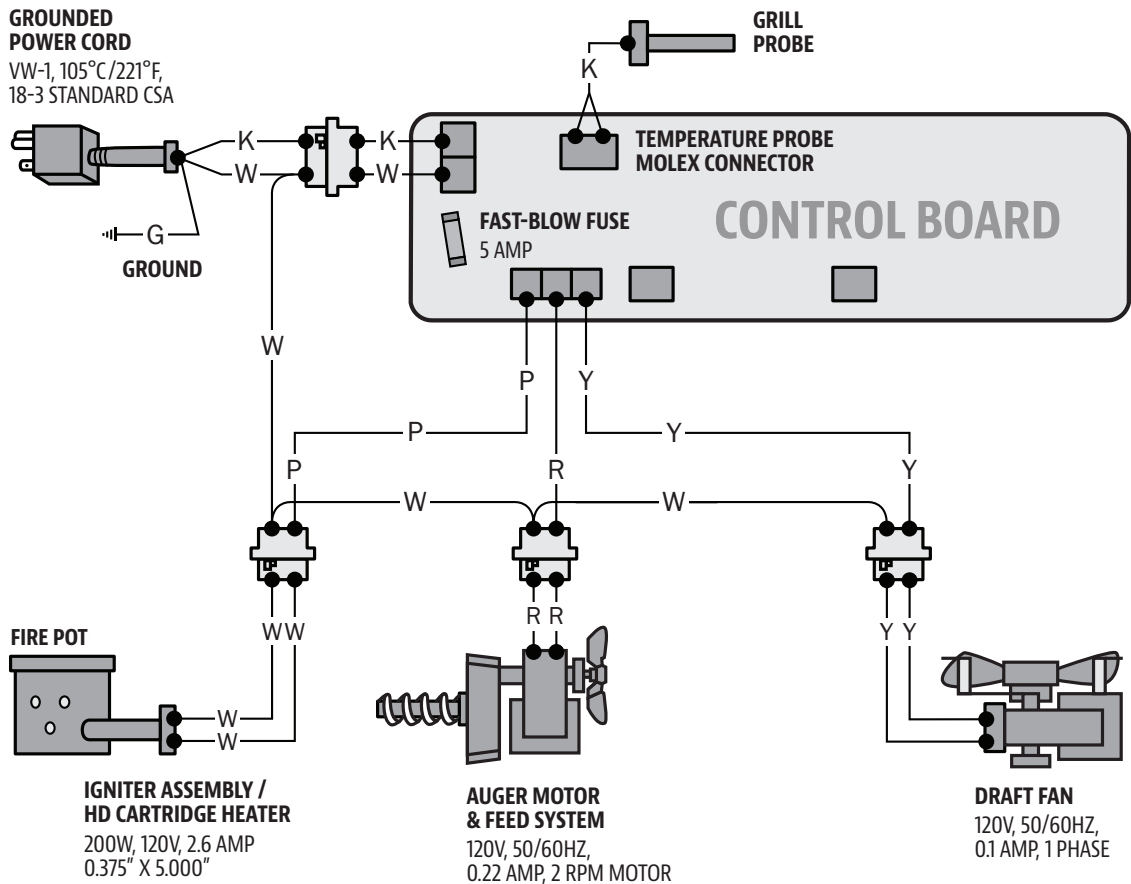 GROUNDED
POWER CORD
VW-1, 105°C/221°F,
18-3 STANDARD CSA
GRILL
PROBE
K
K
K
W
W
TEMPERATURE PROBE
MOLEX CONNECTOR
CONTROL BOARD
FAST-BLOW FUSE
5 AMP
G
GROUND
W
P
Y
P
Y
P
R
Y
W
W
W W
R R
Y Y
FIRE POT
W
W
IGNITER ASSEMBLY /
HD CARTRIDGE HEATER
200W, 120V, 2.6 AMP
0.375" X 5.000"
AUGER MOTOR
& FEED SYSTEM
120V, 50/60HZ,
0.22 AMP, 2 RPM MOTOR
DRAFT FAN
120V, 50/60HZ,
0.1 AMP, 1 PHASE